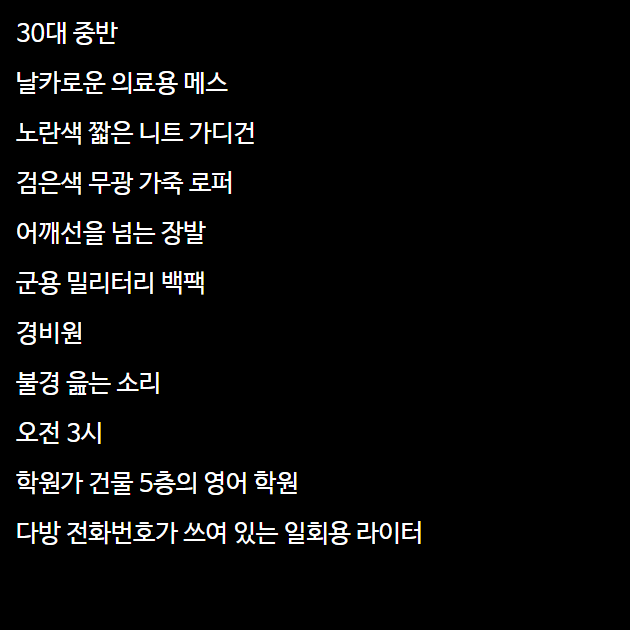 30대 중반
날카로운 의료용 메스
노란색 짧은 니트 가디건
검은색 무광 가죽 로퍼
어깨선을 넘는 장발
군용 밀리터리 백팩
경비원
불경 읊는 소리
오전 3시
학원가 건물 5층의 영어 학원
다방 전화번호가 쓰여 있는 일회용 라이터